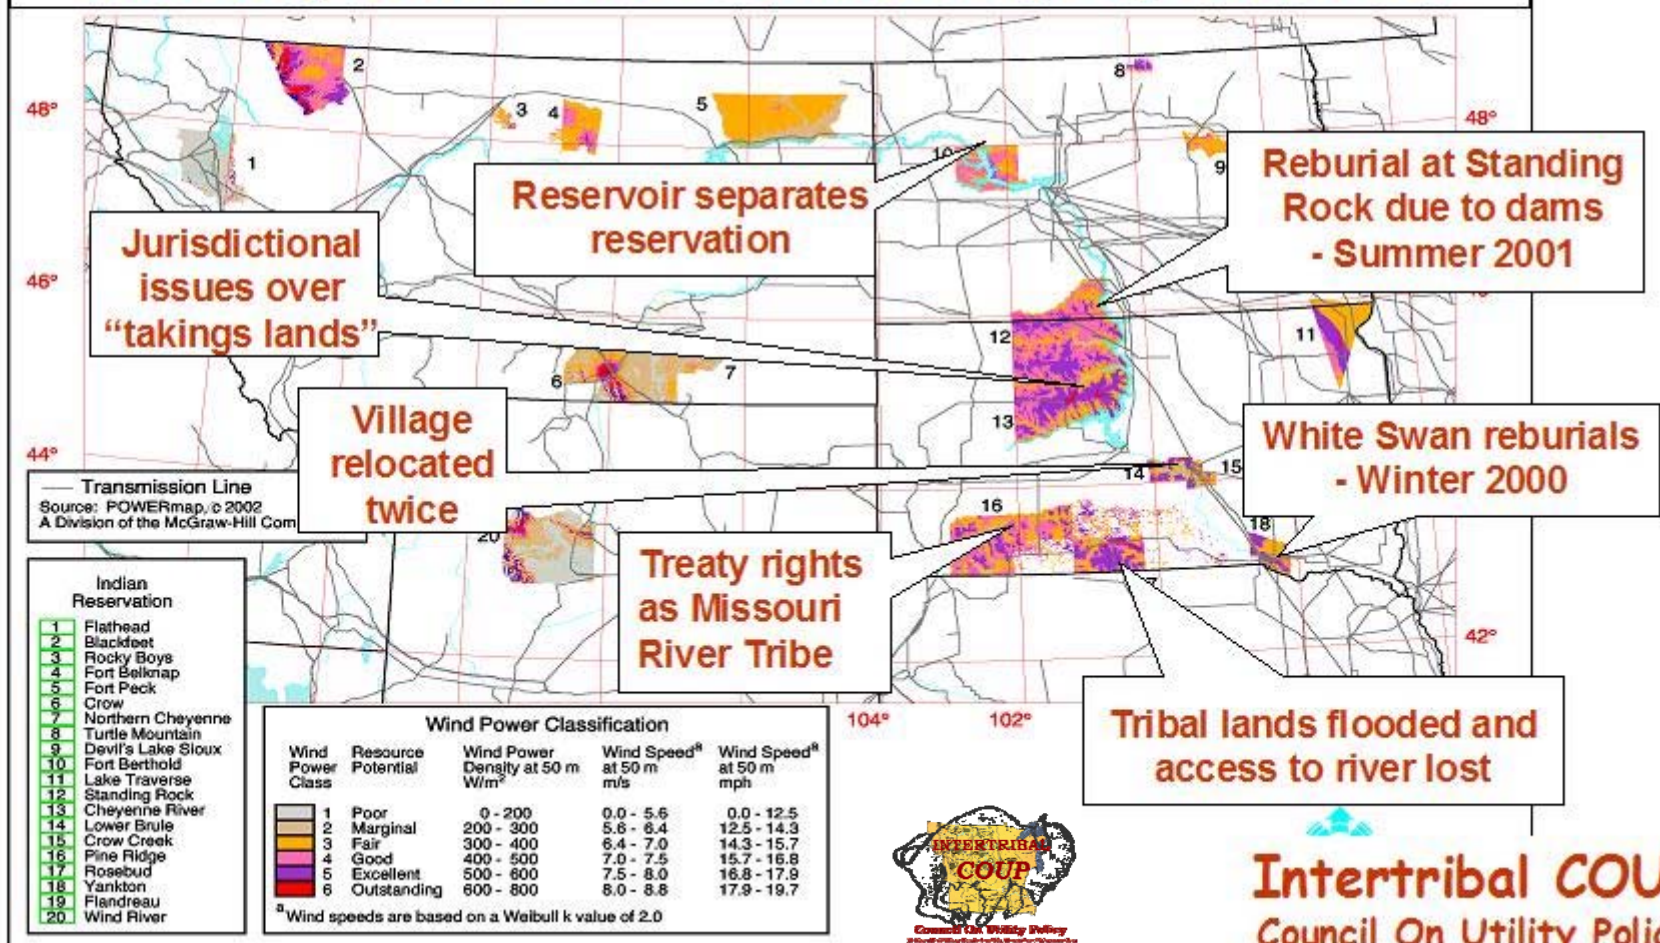 2
8
48°
3
4
5
48°
1
10
9
Reservoir separates
reservation
Reburial at Standing
Rock due to dams
- Summer 2001
Jurisdictional
issues over
“takings lands”
46°
12
11
6
7
13
Village
relocated
twice
White Swan reburials
- Winter 2000
44°
14
15
16
18
20
Transmission Line
Source: POWERmap, c 2002
A Division of the McGraw-Hill Com
Treaty rights
as Missouri
River Tribe
42°
104°
102°
Tribal lands flooded and
access to river lost
Indian
Reservation
1 Flathead
2 Blackfeet
3 Rocky Boys
4 Fort Belknap
5 Fort Peck
6 Crow
7 Northern Cheyenne
8 Turtle Mountain
9 Devil's Lake Sioux
10 Fort Berthold
11 Lake Traverse
12 Standing Rock
13 Cheyenne River
14 Lower Brule
15 Crow Creek
16 Pine Ridge
17 Rosebud
18 Yankton
19 Flandreau
20 Wind River
Wind Power Classification
Wind Power Class
Resource Potential
Wind Power Density at 50 m W/m²
Wind Speedª at 50 m m/s
Wind Speedª at 50 m mph
1 Poor 0 - 200 0.0 - 5.6 0.0 - 12.5
2 Marginal 200 - 300 5.6 - 6.4 12.5 - 14.3
3 Fair 300 - 400 6.4 - 7.0 14.3 - 15.7
4 Good 400 - 500 7.0 - 7.5 15.7 - 16.8
5 Excellent 500 - 600 7.5 - 8.0 16.8 - 17.9
6 Outstanding 600 - 800 8.0 - 8.8 17.9 - 19.7
ª Wind speeds are based on a Weibull k value of 2.0
INTERTRIBAL
COUP
Council On Utility Policy
Intertribal COU
Council On Utility Polic